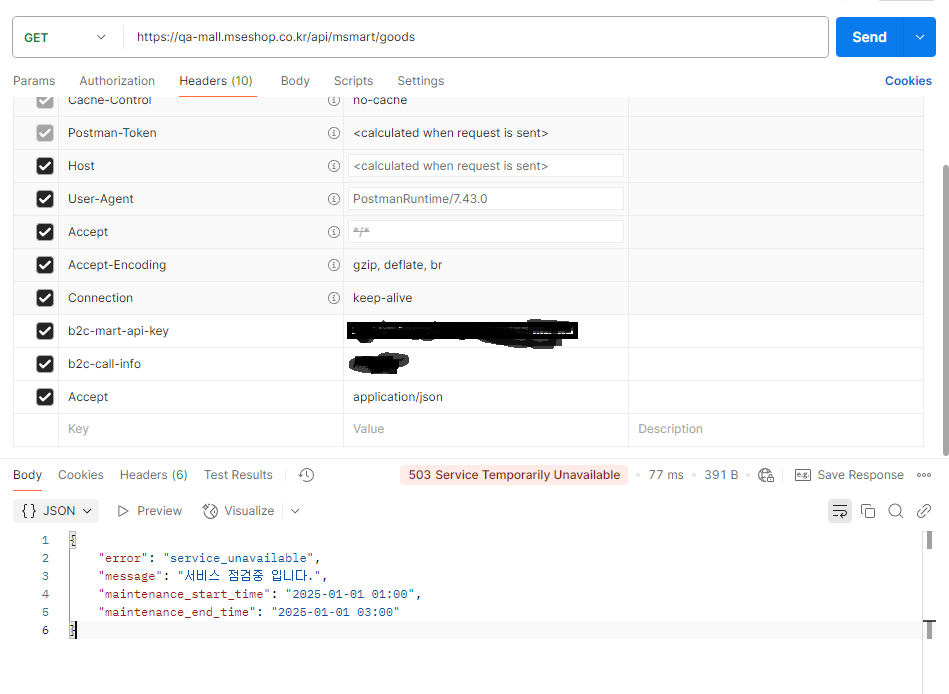 GET https://qa-mall.mseshop.co.kr/api/msmart/goods Send
Params Authorization Headers (10) Body Scripts Settings Cookies
Cache-Control no-cache
Postman-Token <calculated when request is sent>
Host <calculated when request is sent>
User-Agent PostmanRuntime/7.43.0
Accept */*
Accept-Encoding gzip, deflate, br
Connection keep-alive
b2c-mart-api-key
b2c-call-info
Accept application/json
Key Value Description
Body Cookies Headers (6) Test Results 503 Service Temporarily Unavailable • 77 ms • 391 B • e.g. Save Response
{} JSON Preview Visualize
1 {
2 "error": "service_unavailable",
3 "message": "서비스 점검중 입니다.",
4 "maintenance_start_time": "2025-01-01 01:00",
5 "maintenance_end_time": "2025-01-01 03:00"
6 }